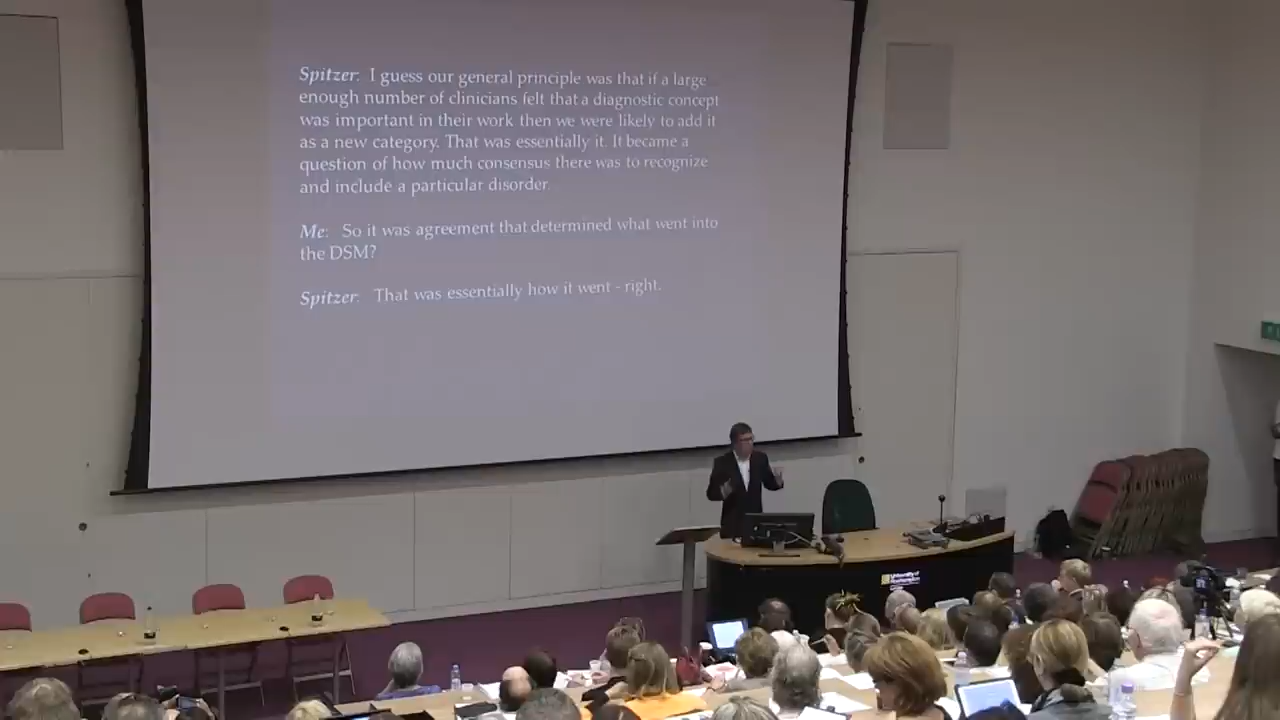 Spitzer: I guess our general principle was that if a large
enough number of clinicians felt that a diagnostic concept
was important in their work then we were likely to add it
as a new category. That was essentially it. It became a
question of how much consensus there was to recognize
and include a particular disorder.
Me: So it was agreement that determined what went into
the DSM?
Spitzer: That was essentially how it went - right.
University of
Northampton